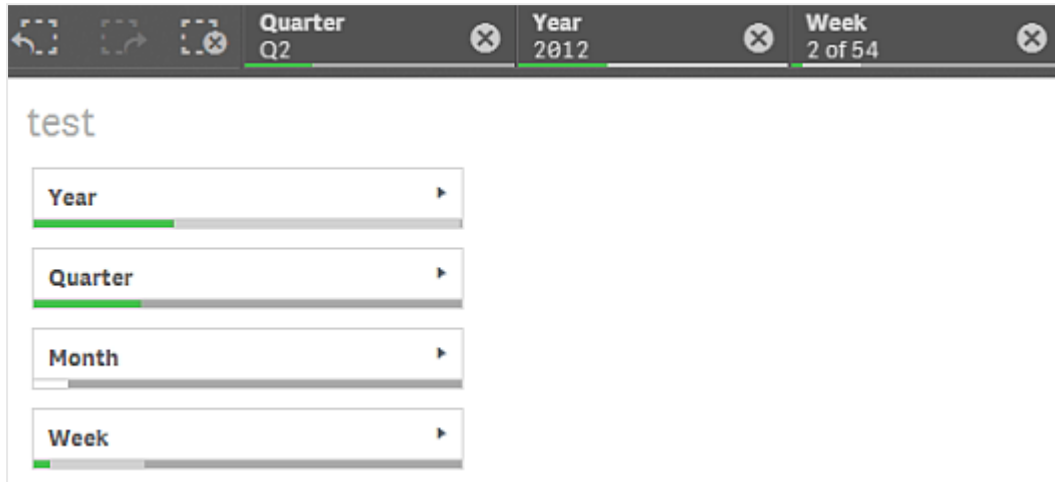 Quarter
Q2
Year
2012
Week
2 of 54
test
Year
Quarter
Month
Week